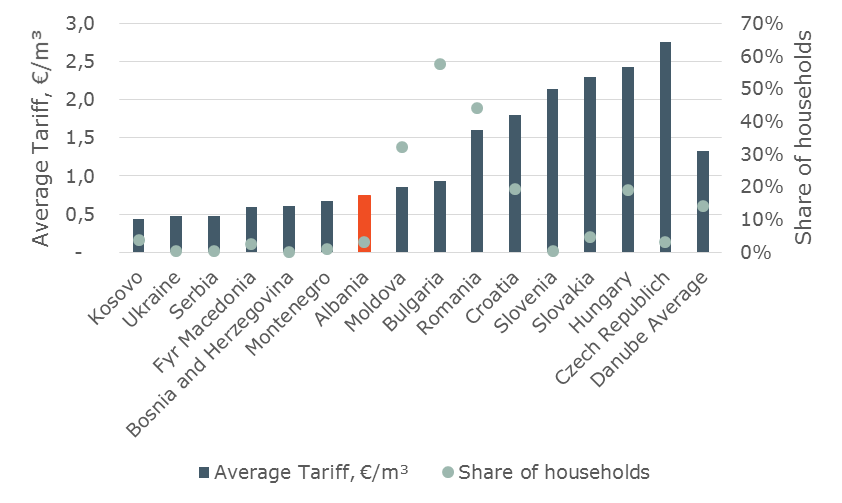 3,0
2,5
2,0
1,5
1,0
0,5
-
Average Tariff, €/m³
70%
60%
50%
40%
30%
20%
10%
0%
Share of households
Kosovo
Ukraine
Serbia
Fyr Macedonia
Bosnia and Herzegovina
Montenegro
Albania
Moldova
Bulgaria
Romania
Croatia
Slovenia
Slovakia
Hungary
Czech Republich
Danube Average
Average Tariff, €/m³
Share of households